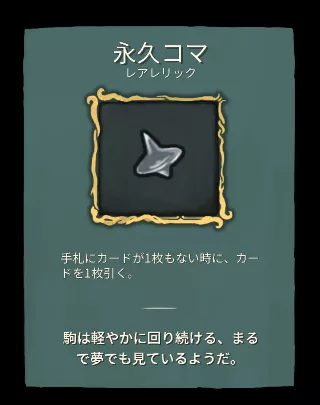 永久コマ
レアレリック
手札にカードが1枚もない時に、カー
ドを1枚引く。
駒は軽やかに回り続ける、まる
で夢でも見ているようだ。